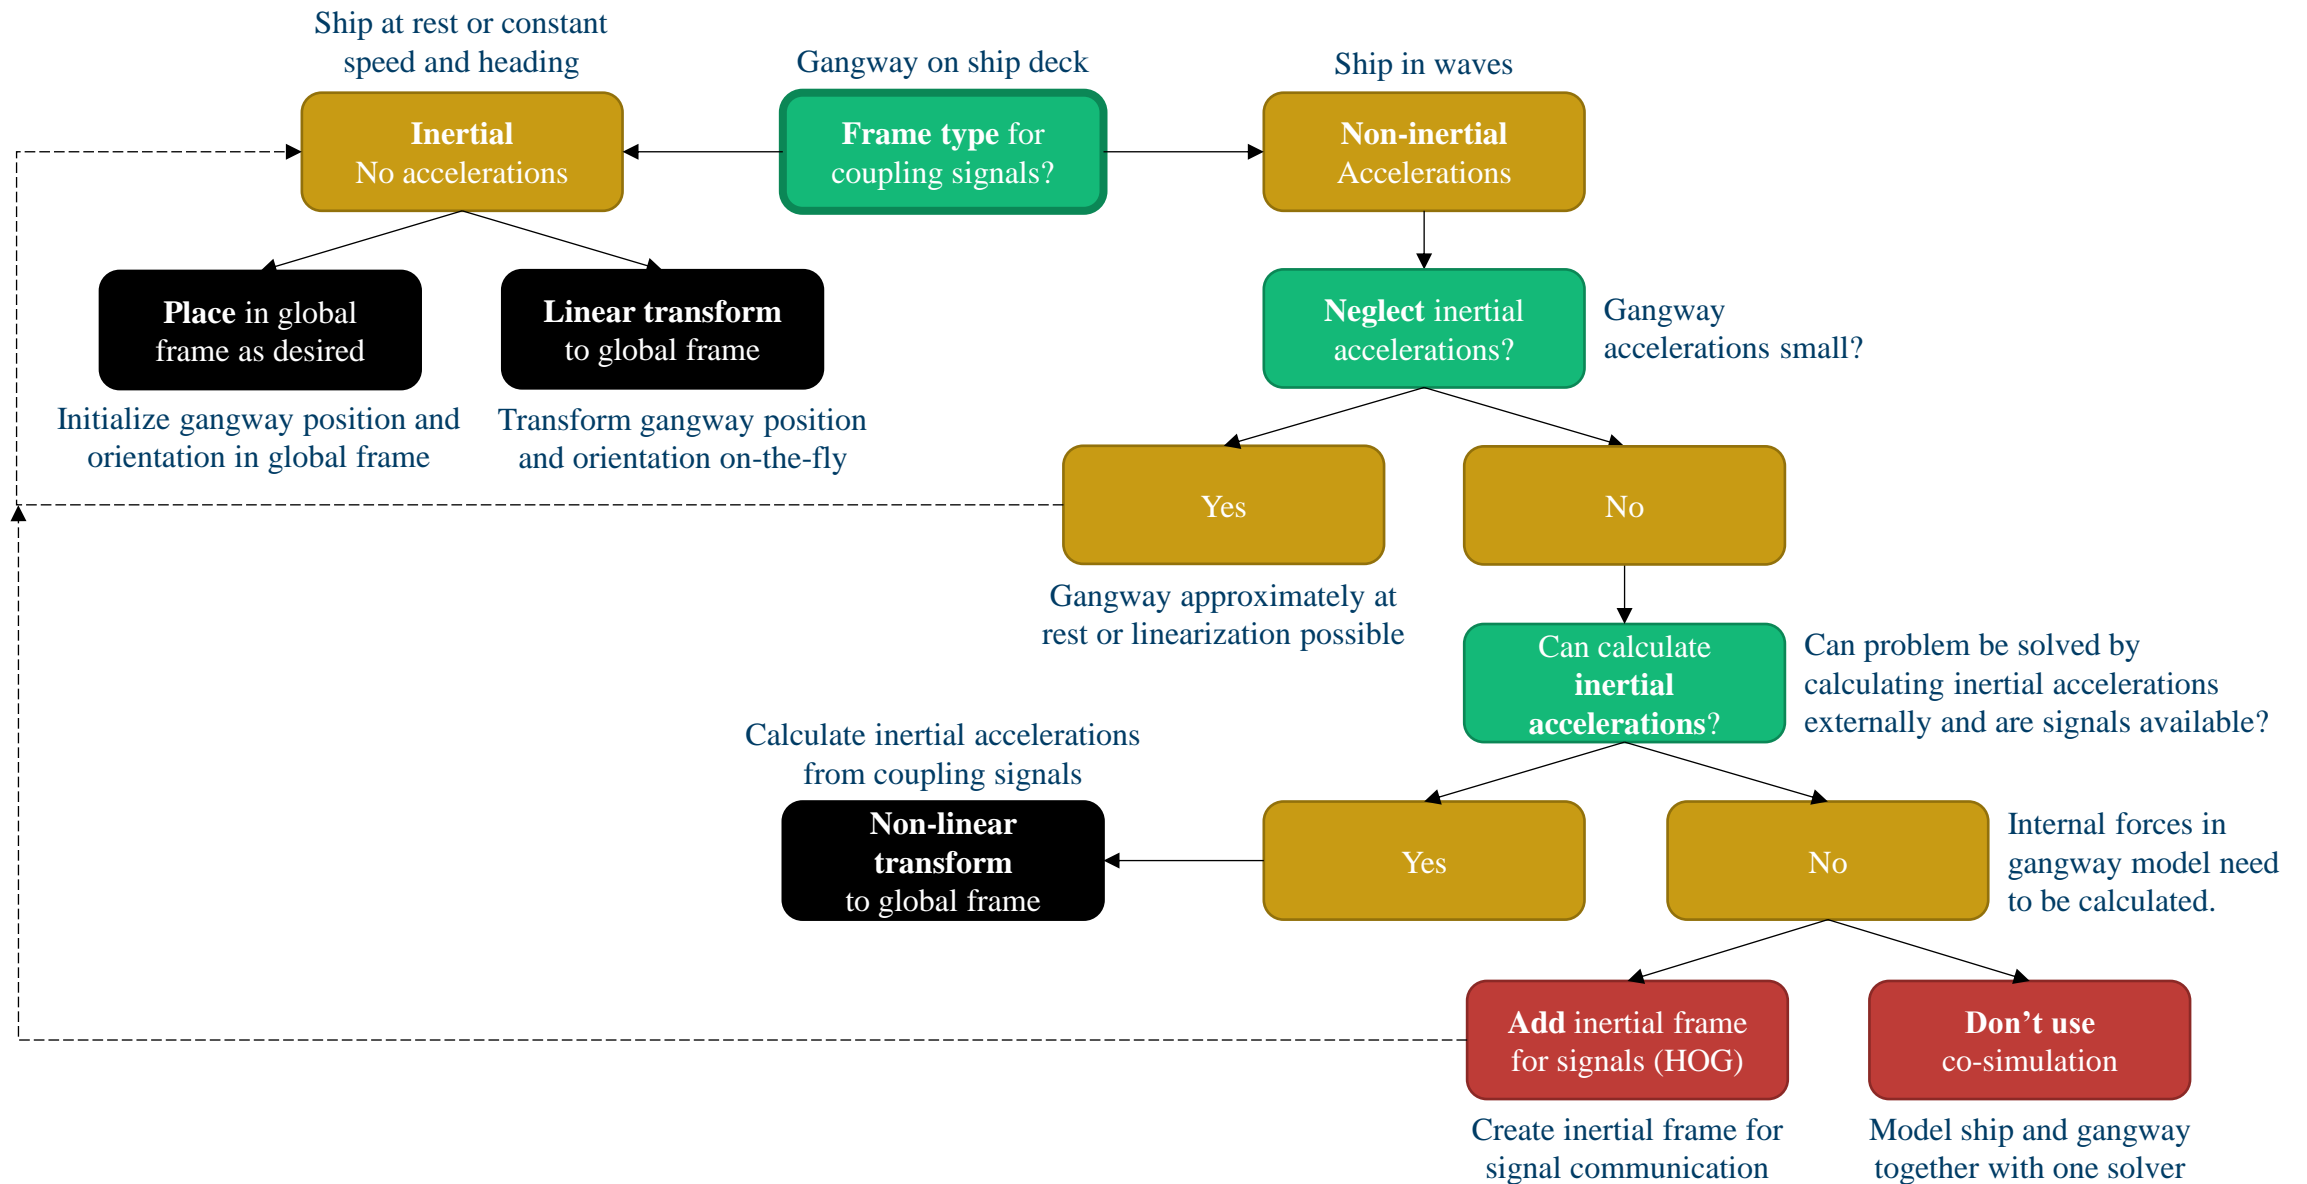 Ship at rest or constant
speed and heading
Gangway on ship deck
Ship in waves
Inertial
No accelerations
Frame type for
coupling signals?
Non-inertial
Accelerations
Place in global
frame as desired
Linear transform
to global frame
Neglect inertial
accelerations?
Gangway
accelerations small?
Initialize gangway position and
orientation in global frame
Transform gangway position
and orientation on-the-fly
Yes
No
Gangway approximately at
rest or linearization possible
Can calculate
inertial
accelerations?
Can problem be solved by
calculating inertial accelerations
externally and are signals available?
Calculate inertial accelerations
from coupling signals
Non-linear
transform
to global frame
Yes
No
Internal forces in
gangway model need
to be calculated.
Add inertial frame
for signals (HOG)
Don’t use
co-simulation
Create inertial frame for
signal communication
Model ship and gangway
together with one solver